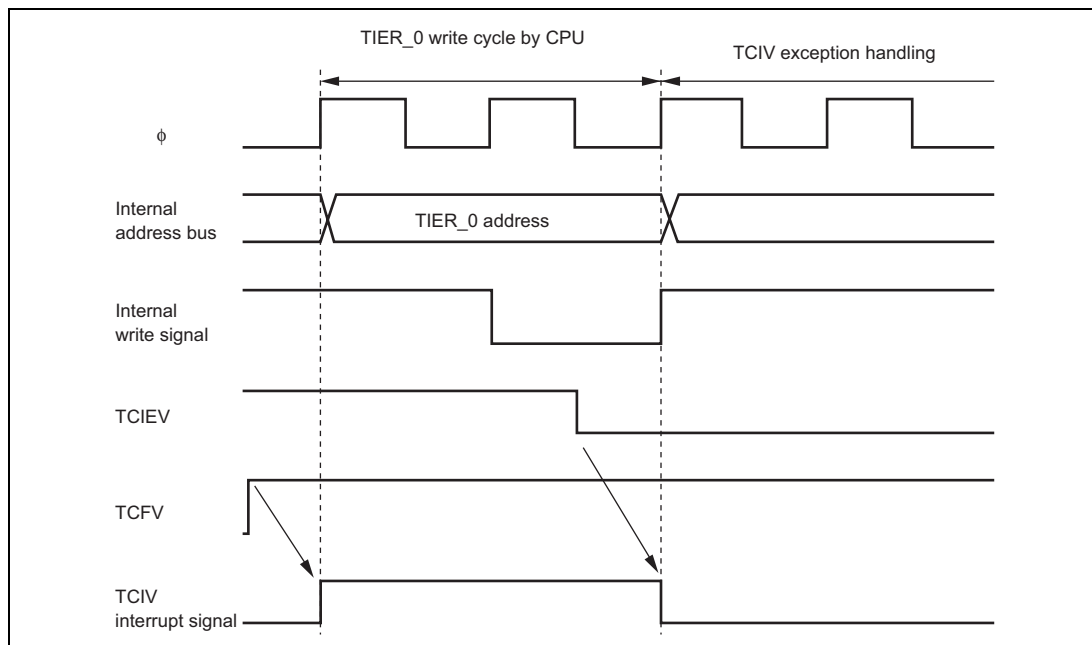 TIER_0 write cycle by CPU
TCIV exception handling
ϕ
Internal
address bus
TIER_0 address
Internal
write signal
TCIEV
TCFV
TCIV
interrupt signal